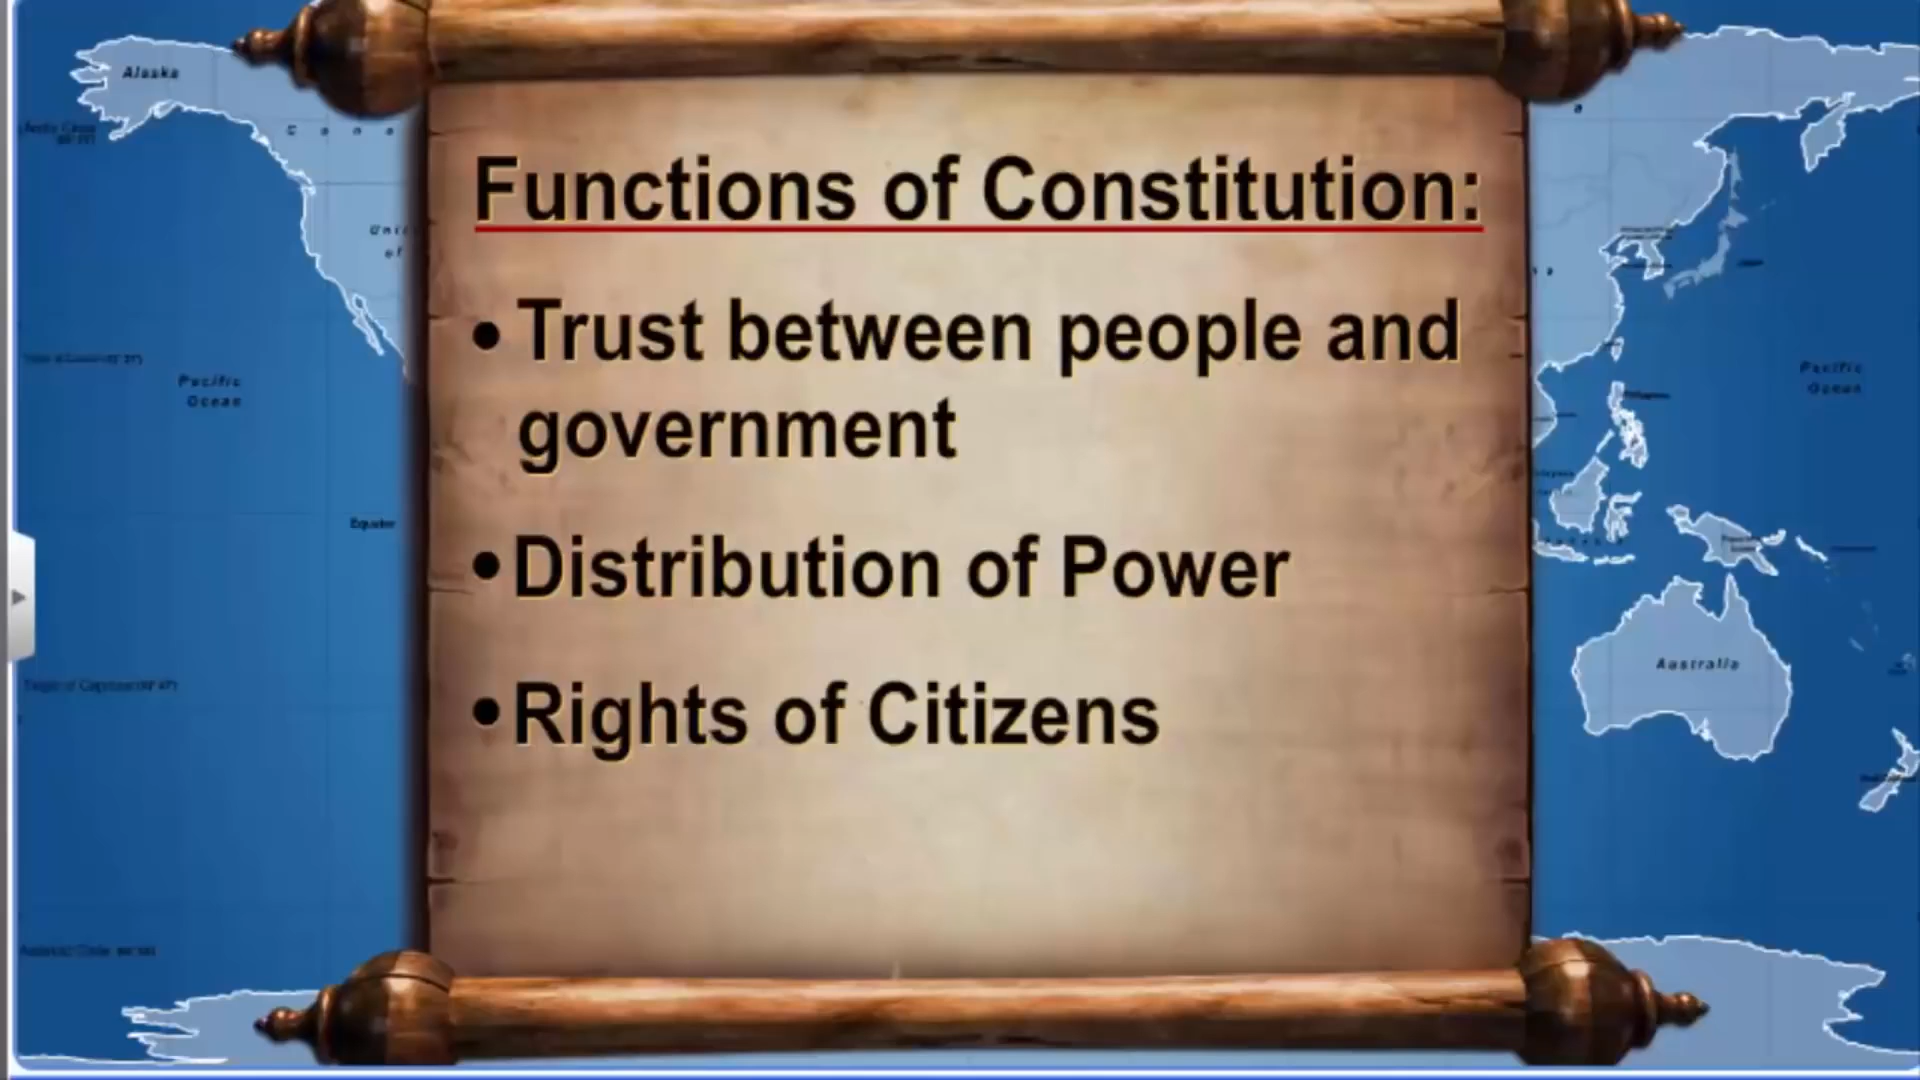 Functions of Constitution:
• Trust between people and
government
• Distribution of Power
• Rights of Citizens
Alaska
Pacific
Ocean
Equator
Pacific
Ocean
Australia